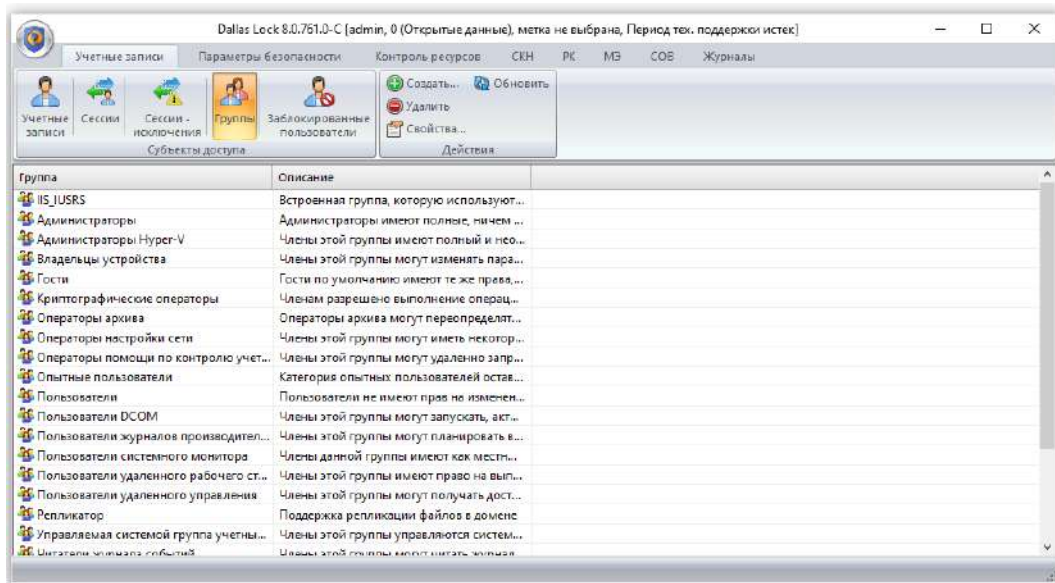 Dallas Lock 8.0.761.0-C [admin, 0 (Открытые данные), метка не выбрана, Период тех. поддержки истек]
Учетные записи Параметры безопасности Контроль ресурсов СКН РК МЭ СОВ Журналы
Учетные записи
Сессии
Сессии - исключения
Группы
Заблокированные пользователи
Субъекты доступа
Создать... Обновить
Удалить
Свойства...
Действия
Группа Описание
IIS_IUSRS Встроенная группа, которую используют...
Администраторы Администраторы имеют полные, ничем ...
Администраторы Hyper-V Члены этой группы имеют полный и нео...
Владельцы устройства Члены этой группы могут изменять пара...
Гости Гости по умолчанию имеют те же права,...
Криптографические операторы Членам разрешено выполнение операц...
Операторы архива Операторы архива могут переопределят...
Операторы настройки сети Члены этой группы могут иметь некотор...
Операторы помощи по контролю учет... Члены этой группы могут удаленно запр...
Опытные пользователи Категория опытных пользователей остав...
Пользователи Пользователи не имеют прав на изменен...
Пользователи DCOM Члены этой группы могут запускать, акт...
Пользователи журналов производител... Члены этой группы могут планировать в...
Пользователи системного монитора Члены данной группы имеют как местн...
Пользователи удаленного рабочего ст... Члены этой группы имеют право на вып...
Пользователи удаленного управления Члены этой группы могут получать дост...
Репликатор Поддержка репликации файлов в домене
Управляемая системой группа учетны... Члены этой группы управляются систем...
Читатели журнала событий Члены этой группы могут читать журнал